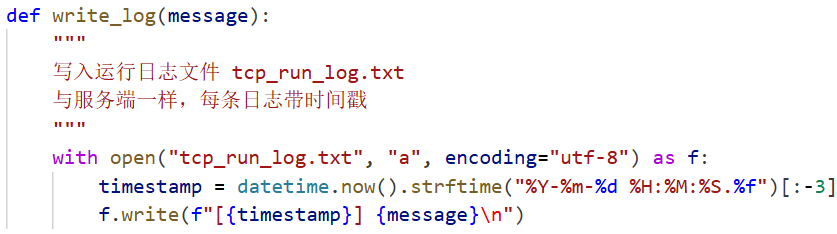 def write_log(message):
    """
    写入运行日志文件 tcp_run_log.txt
    与服务端一样，每条日志带时间戳
    """
    with open("tcp_run_log.txt", "a", encoding="utf-8") as f:
        timestamp = datetime.now().strftime("%Y-%m-%d %H:%M:%S.%f")[:-3]
        f.write(f"[{timestamp}] {message}\n")